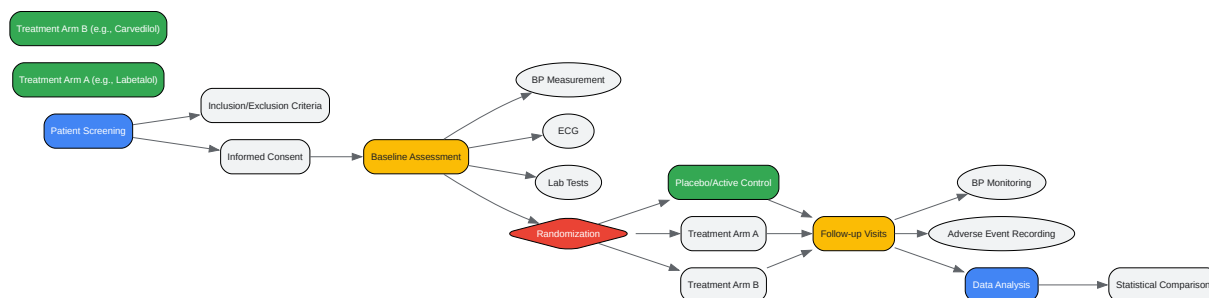 Treatment Arm B (e.g., Carvedilol)
Treatment Arm A (e.g., Labetalol)
Patient Screening
Inclusion/Exclusion Criteria
Informed Consent
Baseline Assessment
BP Measurement
ECG
Lab Tests
Randomization
Placebo/Active Control
Treatment Arm A
Treatment Arm B
Follow-up Visits
BP Monitoring
Adverse Event Recording
Data Analysis
Statistical Comparison